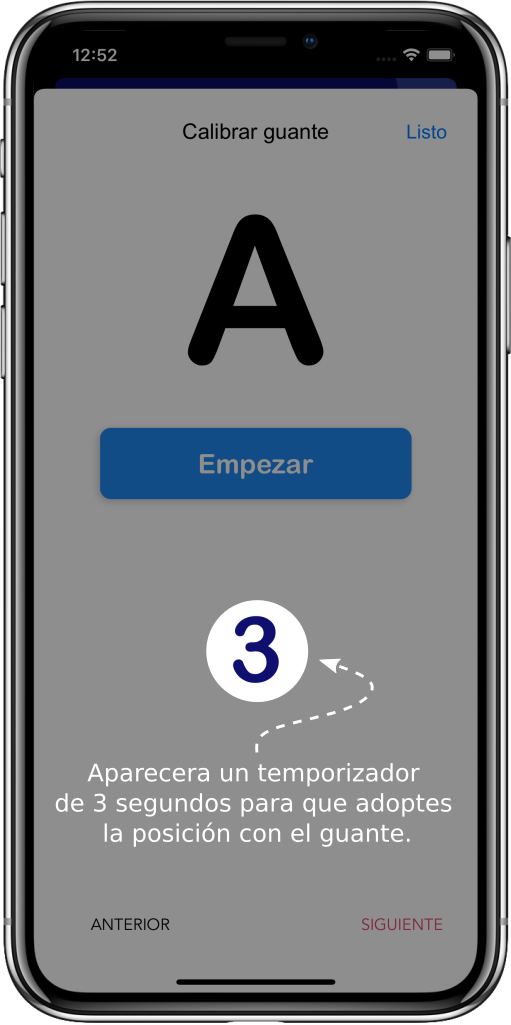 12:52
Calibrar guante
Listo
A
Empezar
3
Aparecera un temporizador
de 3 segundos para que adoptes
la posición con el guante.
ANTERIOR
SIGUIENTE